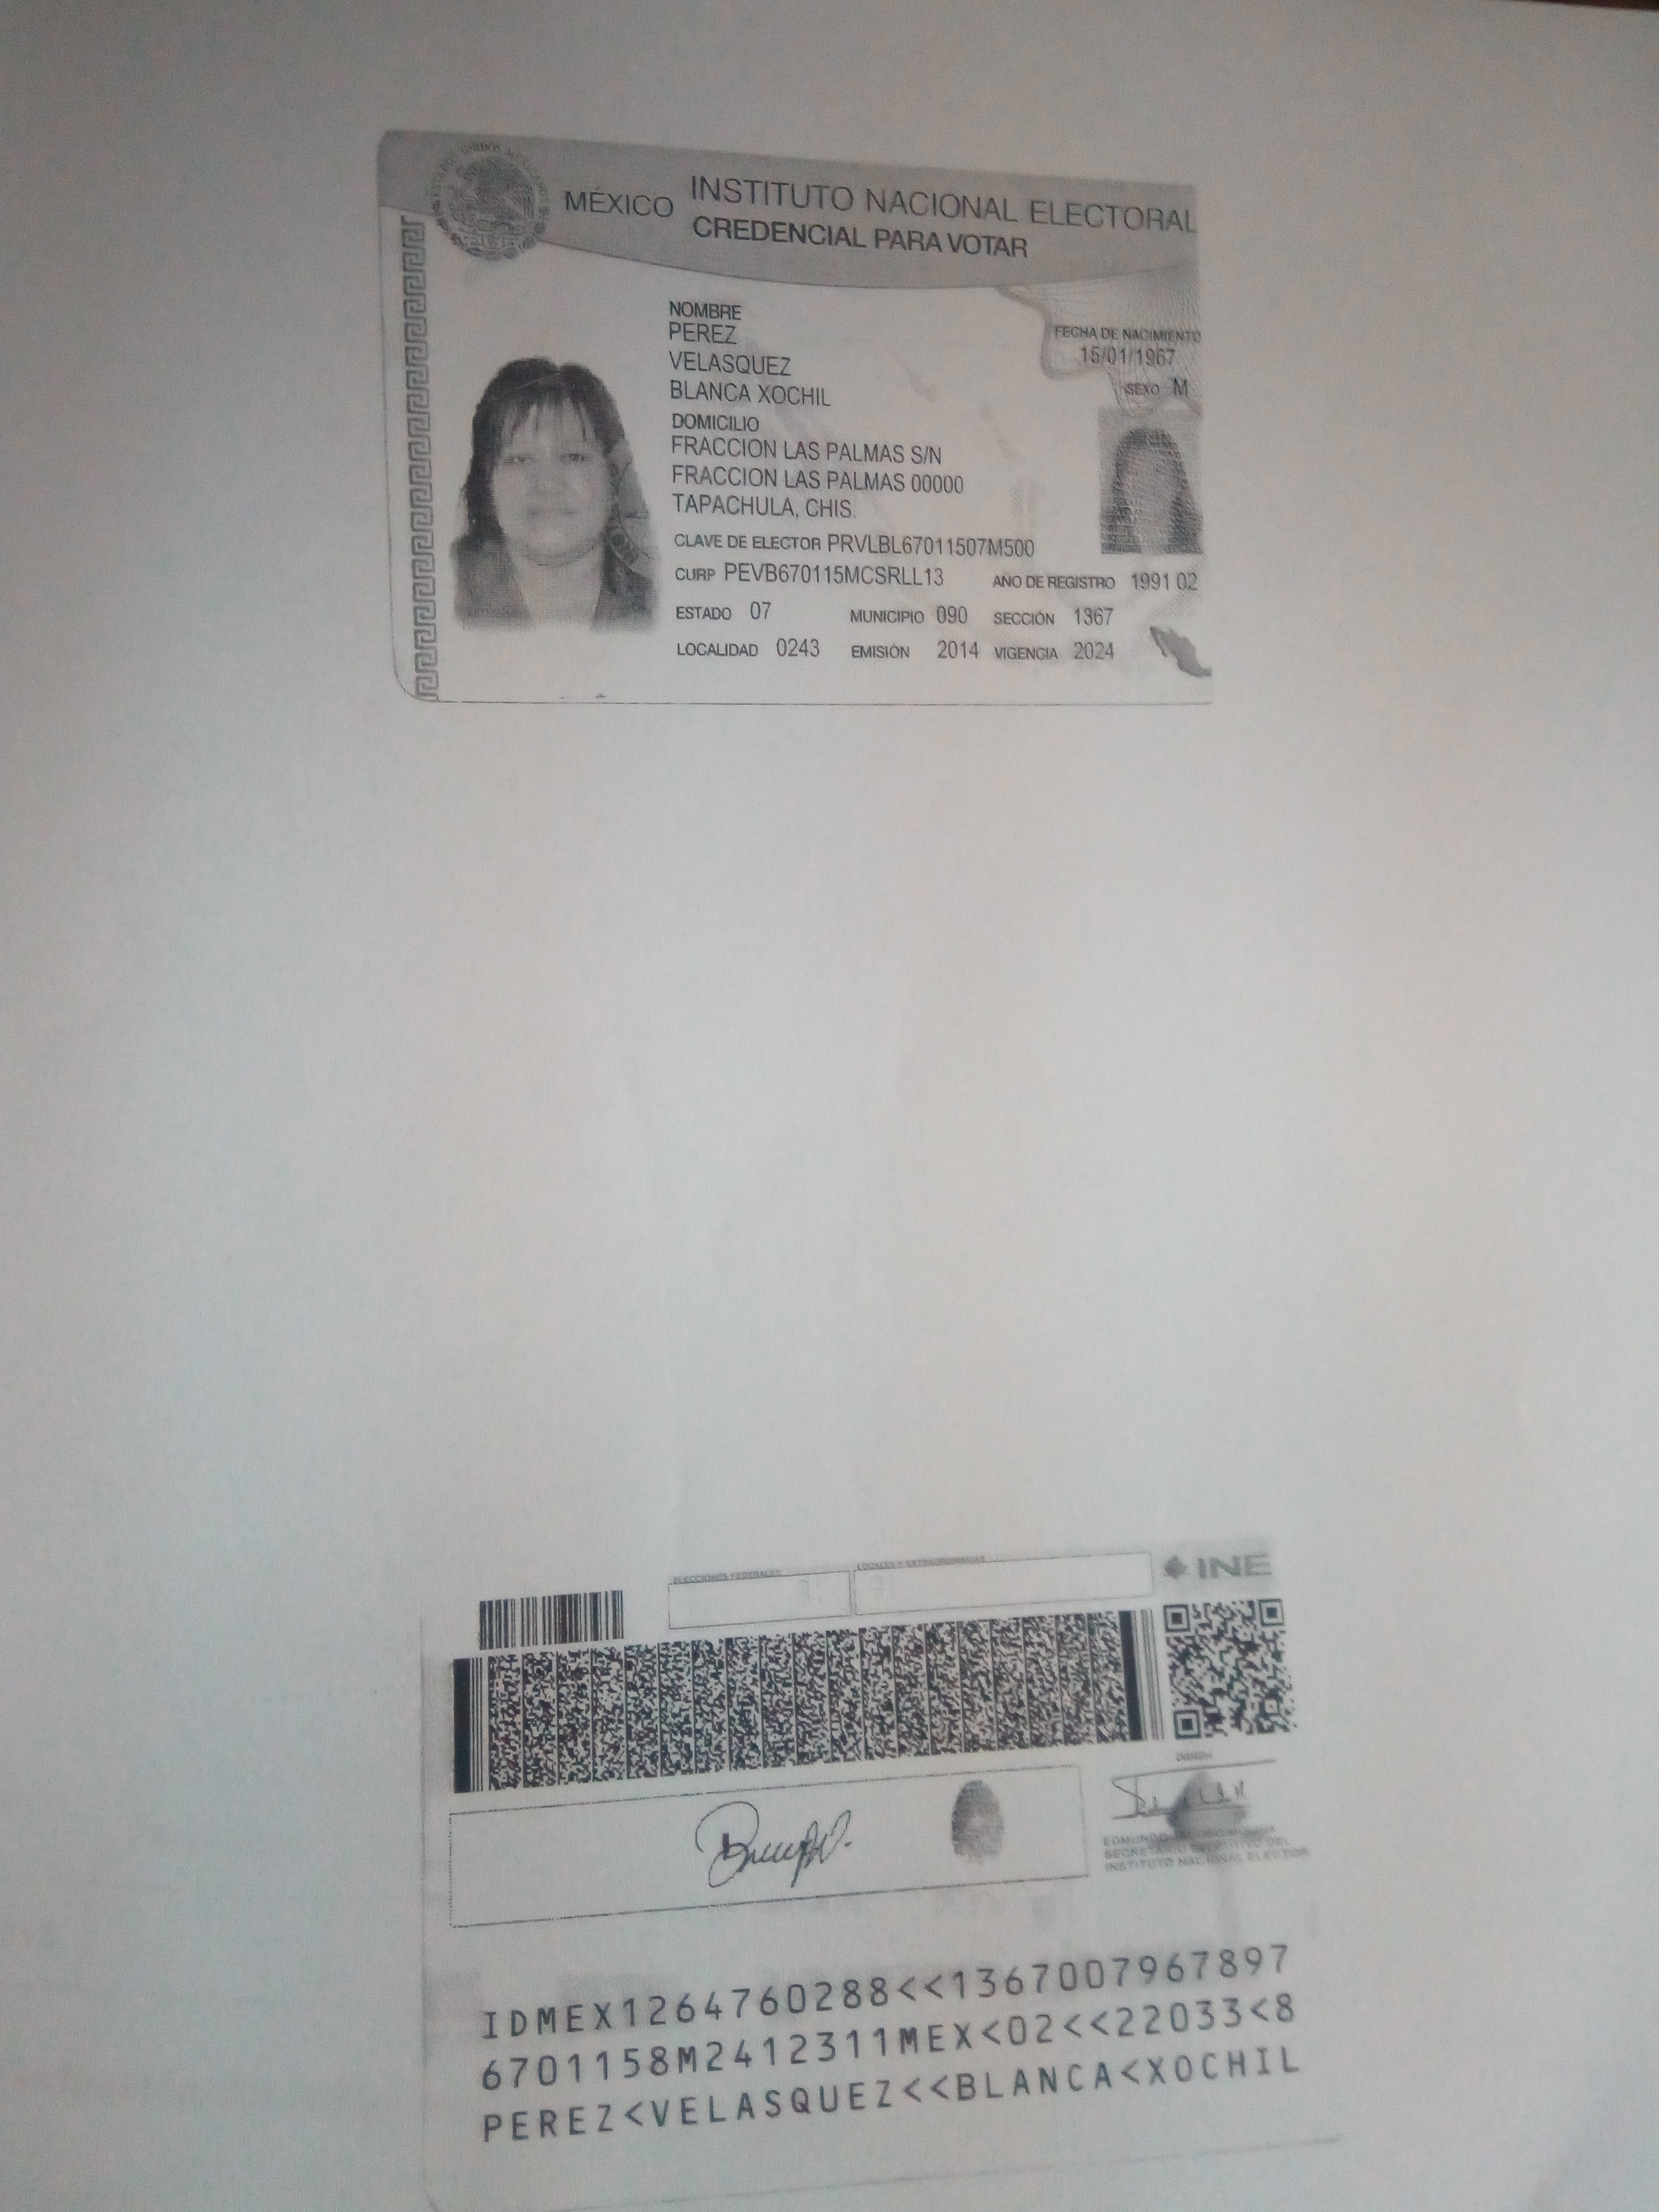 MÉXICO INSTITUTO NACIONAL ELECTORAL
CREDENCIAL PARA VOTAR
NOMBRE
PEREZ
VELASQUEZ
BLANCA XOCHIL
FECHA DE NACIMIENTO
15/01/1967
SEXO M
DOMICILIO
FRACCION LAS PALMAS S/N
FRACCION LAS PALMAS 00000
TAPACHULA, CHIS.
CLAVE DE ELECTOR PRVLBL67011507M500
CURP PEVB670115MCSRLL13 AÑO DE REGISTRO 1991 02
ESTADO 07 MUNICIPIO 090 SECCIÓN 1367
LOCALIDAD 0243 EMISIÓN 2014 VIGENCIA 2024
ELECCIONES FEDERALES LOCALES Y EXTRAORDINARIAS
INE
EDMUNDO
SECRETARIO DEL
INSTITUTO NACIONAL ELECTOR
IDMEX1264760288<<1367007967897
6701158M2412311MEX<02<<22033<8
PEREZ<VELASQUEZ<<BLANCA<XOCHIL